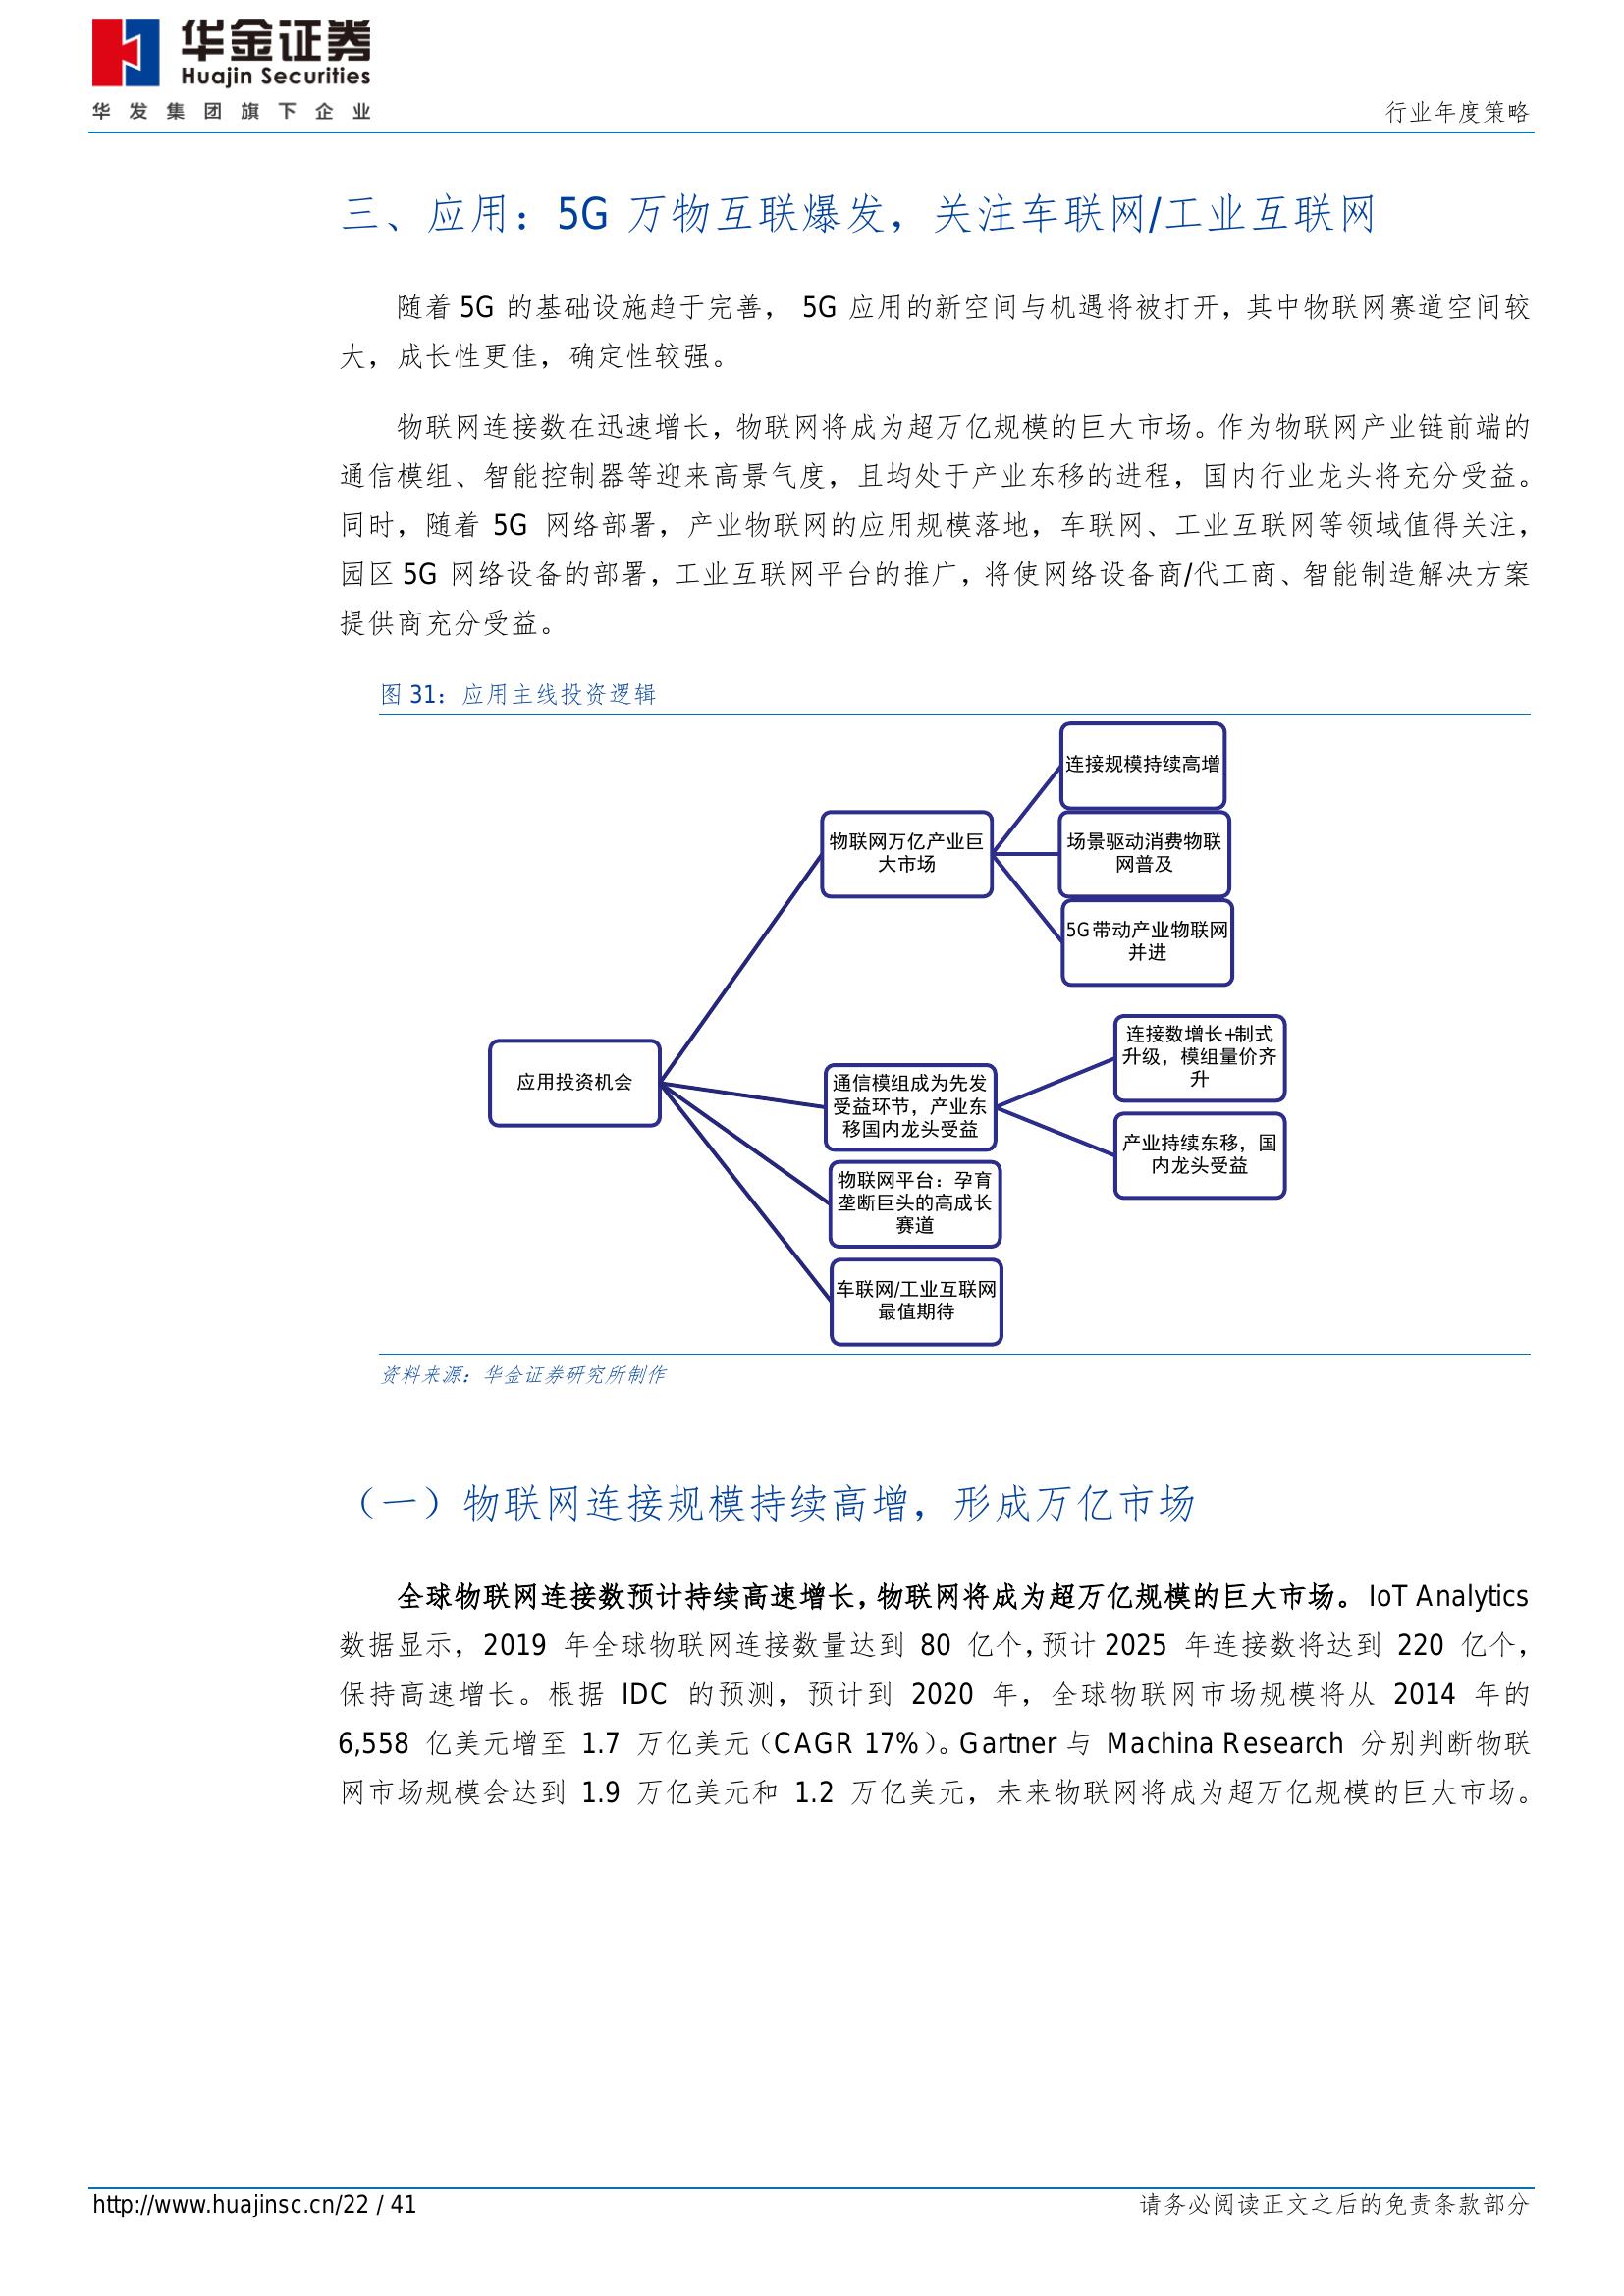 华金证券
Huajin Securities
华发集团旗下企业
行业年度策略
三、应用：5G 万物互联爆发，关注车联网/工业互联网
随着 5G 的基础设施趋于完善， 5G 应用的新空间与机遇将被打开，其中物联网赛道空间较
大，成长性更佳，确定性较强。
物联网连接数在迅速增长，物联网将成为超万亿规模的巨大市场。作为物联网产业链前端的
通信模组、智能控制器等迎来高景气度，且均处于产业东移的进程，国内行业龙头将充分受益。
同时，随着 5G 网络部署，产业物联网的应用规模落地，车联网、工业互联网等领域值得关注，
园区 5G 网络设备的部署，工业互联网平台的推广，将使网络设备商/代工商、智能制造解决方案
提供商充分受益。
图 31：应用主线投资逻辑
应用投资机会
物联网万亿产业巨
大市场
连接规模持续高增
场景驱动消费物联
网普及
5G带动产业物联网
并进
通信模组成为先发
受益环节，产业东
移国内龙头受益
连接数增长+制式
升级，模组量价齐
升
产业持续东移，国
内龙头受益
物联网平台：孕育
垄断巨头的高成长
赛道
车联网/工业互联网
最值期待
资料来源：华金证券研究所制作
（一）物联网连接规模持续高增，形成万亿市场
全球物联网连接数预计持续高速增长，物联网将成为超万亿规模的巨大市场。IoT Analytics
数据显示，2019 年全球物联网连接数量达到 80 亿个，预计 2025 年连接数将达到 220 亿个，
保持高速增长。根据 IDC 的预测，预计到 2020 年，全球物联网市场规模将从 2014 年的
6,558 亿美元增至 1.7 万亿美元（CAGR 17%）。Gartner 与 Machina Research 分别判断物联
网市场规模会达到 1.9 万亿美元和 1.2 万亿美元，未来物联网将成为超万亿规模的巨大市场。
http://www.huajinsc.cn/22 / 41
请务必阅读正文之后的免责条款部分